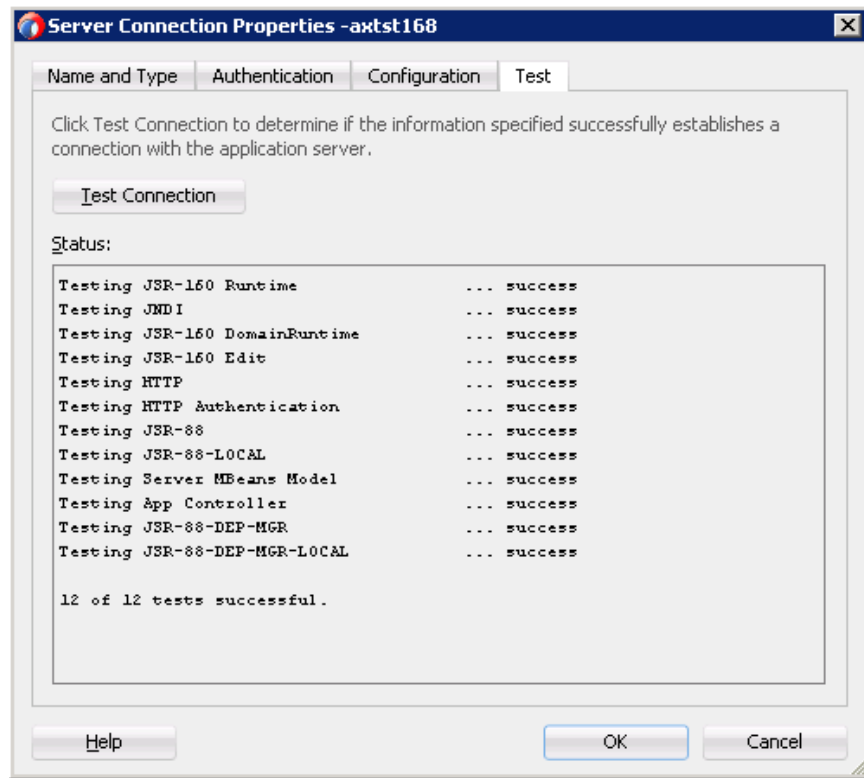 Server Connection Properties -axtst168
Name and Type Authentication Configuration Test
Click Test Connection to determine if the information specified successfully establishes a
connection with the application server.
Test Connection
Status:
Testing JSR-160 Runtime ... success
Testing JNDI ... success
Testing JSR-160 DomainRuntime ... success
Testing JSR-160 Edit ... success
Testing HTTP ... success
Testing HTTP Authentication ... success
Testing JSR-88 ... success
Testing JSR-88-LOCAL ... success
Testing Server MBeans Model ... success
Testing App Controller ... success
Testing JSR-88-DEP-MGR ... success
Testing JSR-88-DEP-MGR-LOCAL ... success
12 of 12 tests successful.
Help OK Cancel